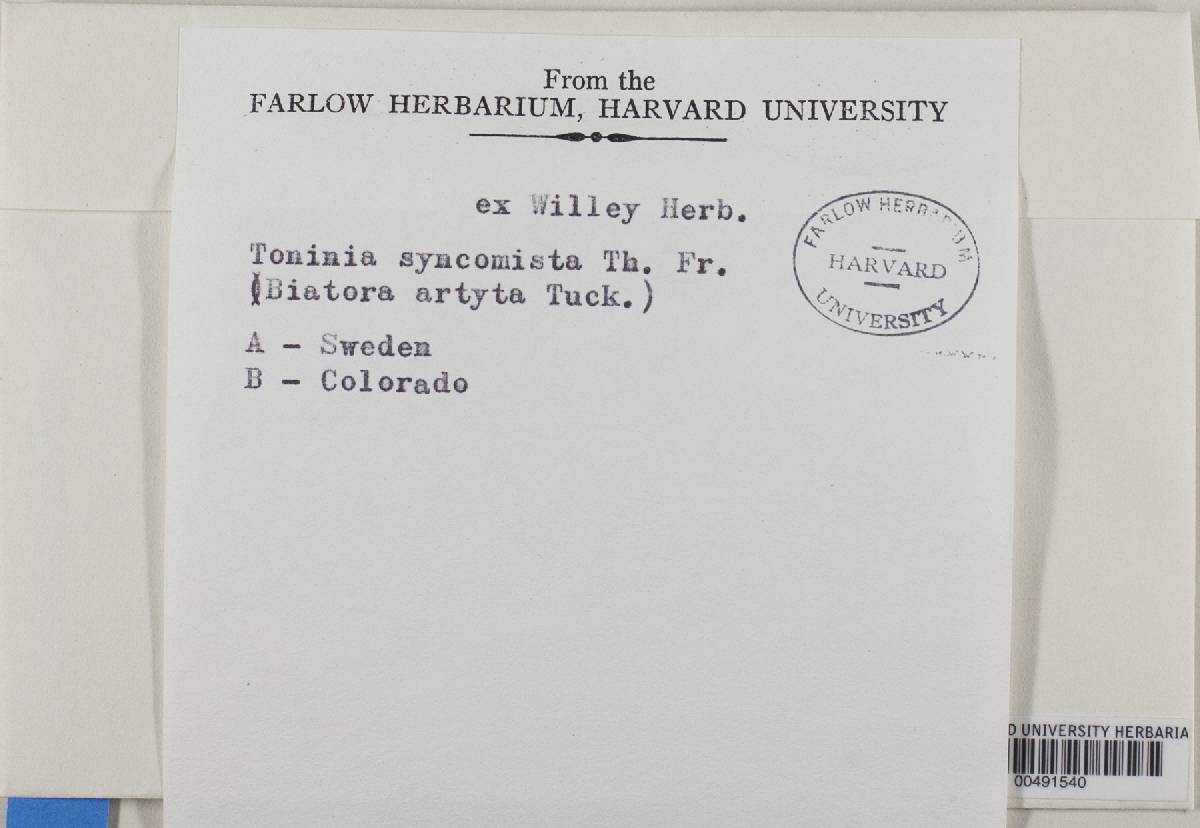 From the
FARLOW HERBARIUM, HARVARD UNIVERSITY
ex Willey Herb.
Toninia syncomista Th. Fr.
(Biatora artyta Tuck.)
A - Sweden
B - Colorado
FARLOW HERBARIUM
HARVARD
UNIVERSITY
D UNIVERSITY HERBARIA
00491540